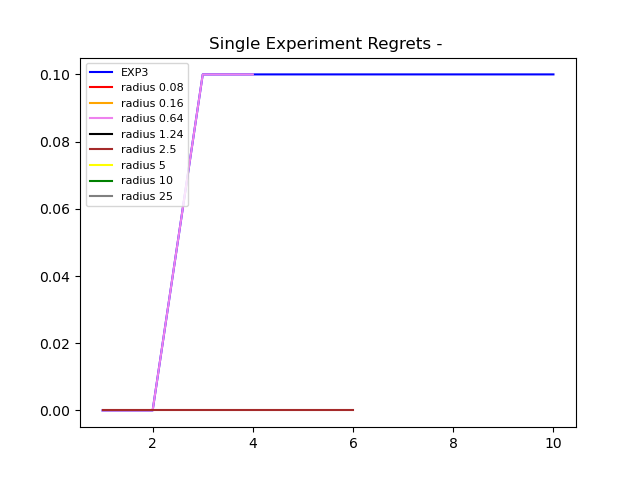 Single Experiment Regrets -
0.10
0.08
0.06
0.04
0.02
0.00
EXP3
radius 0.08
radius 0.16
radius 0.64
radius 1.24
radius 2.5
radius 5
radius 10
radius 25
2 4 6 8 10